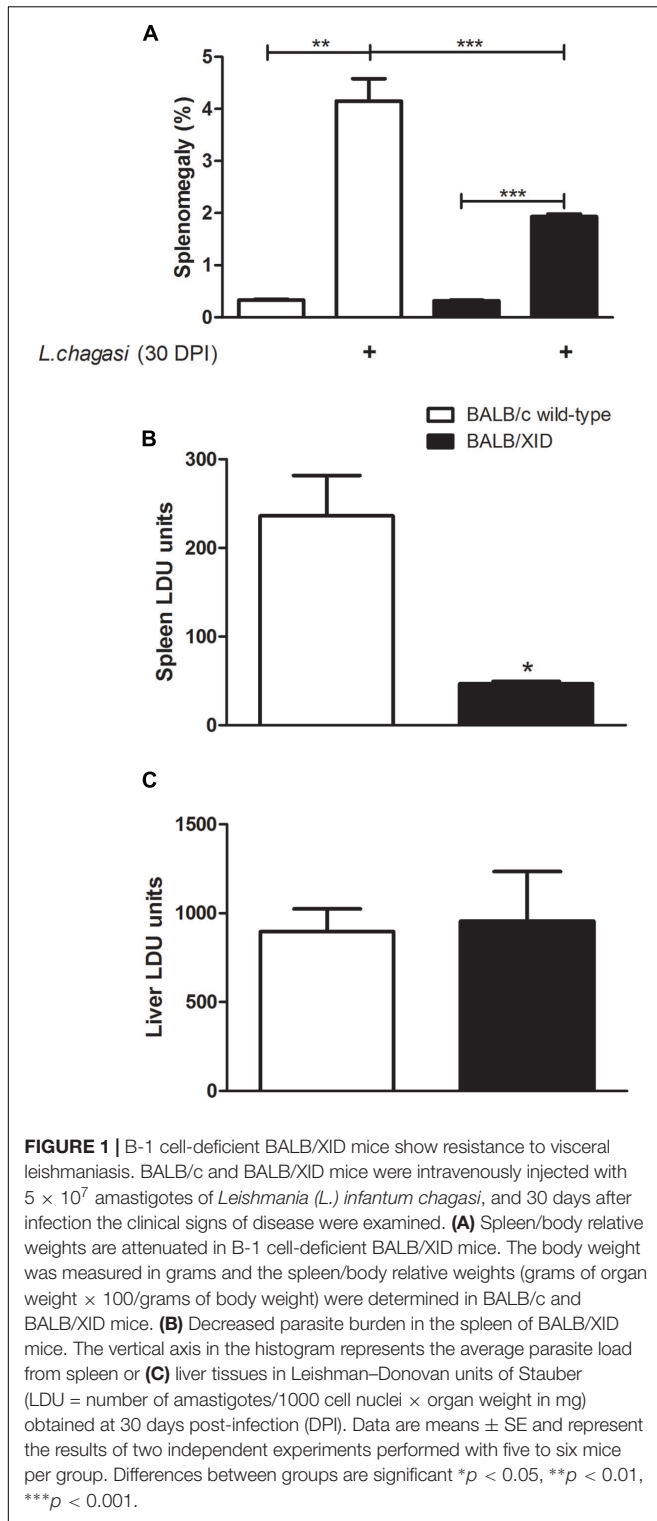 A
** ***
5
4
3
2
1
0
Splenomegaly (%)
***
L.chagasi (30 DPI) + +
BALB/c wild-type
BALB/XID
B
300
200
100
0
Spleen LDU units
*
C
1500
1000
500
0
Liver LDU units
FIGURE 1 | B-1 cell-deficient BALB/XID mice show resistance to visceral
leishmaniasis. BALB/c and BALB/XID mice were intravenously injected with
5 × 10⁷ amastigotes of Leishmania (L.) infantum chagasi, and 30 days after
infection the clinical signs of disease were examined. (A) Spleen/body relative
weights are attenuated in B-1 cell-deficient BALB/XID mice. The body weight
was measured in grams and the spleen/body relative weights (grams of organ
weight × 100/grams of body weight) were determined in BALB/c and
BALB/XID mice. (B) Decreased parasite burden in the spleen of BALB/XID
mice. The vertical axis in the histogram represents the average parasite load
from spleen or (C) liver tissues in Leishman–Donovan units of Stauber
(LDU = number of amastigotes/1000 cell nuclei × organ weight in mg)
obtained at 30 days post-infection (DPI). Data are means ± SE and represent
the results of two independent experiments performed with five to six mice
per group. Differences between groups are significant *p < 0.05, **p < 0.01,
***p < 0.001.